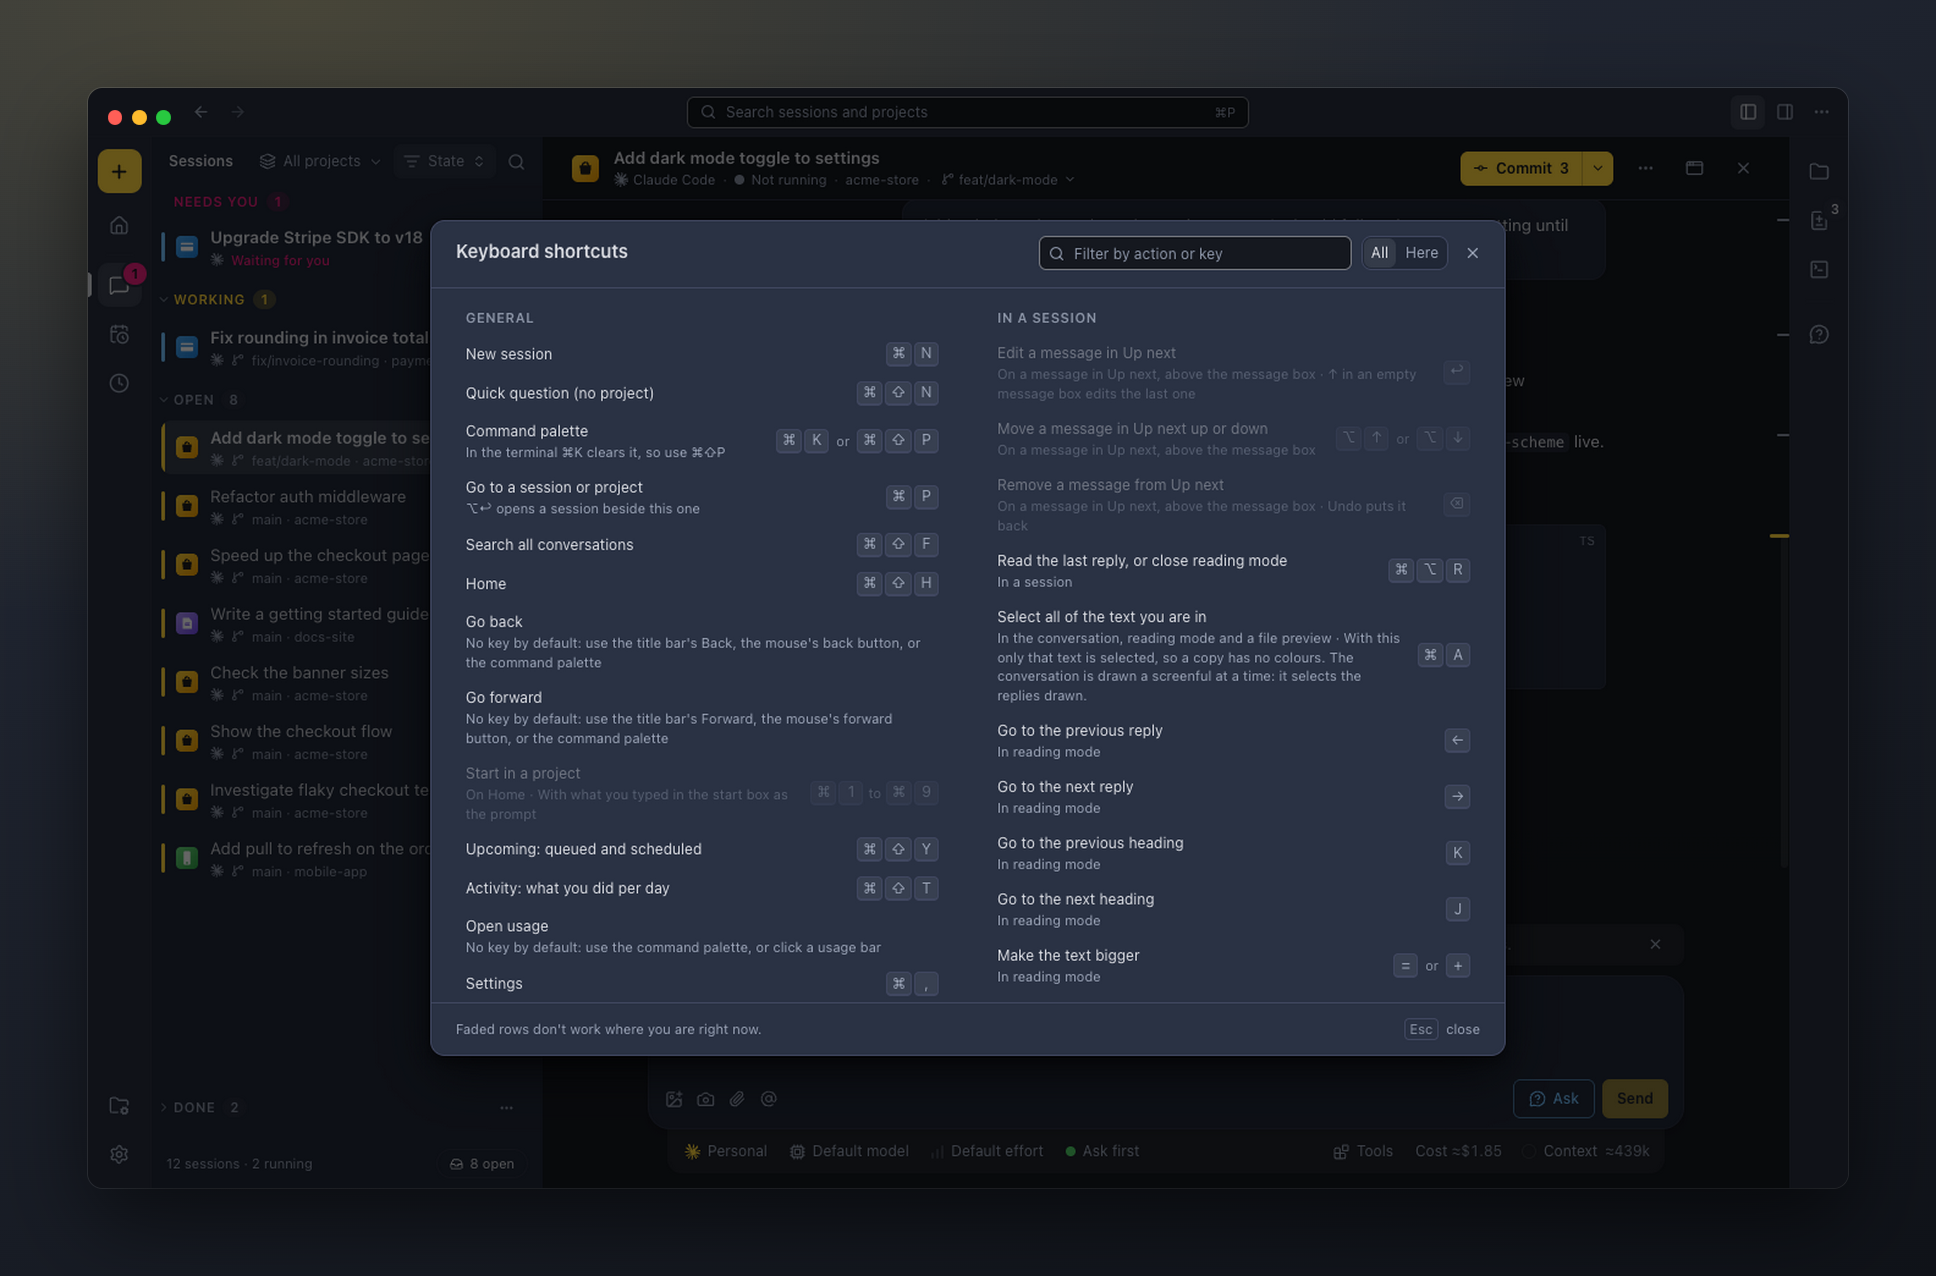 Search sessions and projects
⌘P
Sessions
All projects
State
NEEDS YOU 1
Upgrade Stripe SDK to v18
Waiting for you
1
WORKING 1
Fix rounding in invoice total
fix/invoice-rounding · payme
OPEN 8
Add dark mode toggle to se
feat/dark-mode · acme-stor
Refactor auth middleware
main · acme-store
Speed up the checkout page
main · acme-store
Write a getting started guide
main · docs-site
Check the banner sizes
main · acme-store
Show the checkout flow
main · acme-store
Investigate flaky checkout te
main · acme-store
Add pull to refresh on the ord
main · mobile-app
DONE 2
12 sessions · 2 running
8 open
Add dark mode toggle to settings
Claude Code · Not running · acme-store · feat/dark-mode
Commit 3
3
ting until
ew
-scheme live.
TS
Keyboard shortcuts
Filter by action or key
All Here
GENERAL
New session
⌘ N
Quick question (no project)
⌘ ⇧ N
Command palette
In the terminal ⌘K clears it, so use ⌘⇧P
⌘ K or ⌘ ⇧ P
Go to a session or project
⌥↩ opens a session beside this one
⌘ P
Search all conversations
⌘ ⇧ F
Home
⌘ ⇧ H
Go back
No key by default: use the title bar's Back, the mouse's back button, or
the command palette
Go forward
No key by default: use the title bar's Forward, the mouse's forward
button, or the command palette
Start in a project
On Home · With what you typed in the start box as
the prompt
⌘ 1 to ⌘ 9
Upcoming: queued and scheduled
⌘ ⇧ Y
Activity: what you did per day
⌘ ⇧ T
Open usage
No key by default: use the command palette, or click a usage bar
Settings
⌘ ,
IN A SESSION
Edit a message in Up next
On a message in Up next, above the message box · ↑ in an empty
message box edits the last one
↩
Move a message in Up next up or down
On a message in Up next, above the message box
⌥ ↑ or ⌥ ↓
Remove a message from Up next
On a message in Up next, above the message box · Undo puts it
back
⌫
Read the last reply, or close reading mode
In a session
⌘ ⌥ R
Select all of the text you are in
In the conversation, reading mode and a file preview · With this
only that text is selected, so a copy has no colours. The
conversation is drawn a screenful at a time: it selects the
replies drawn.
⌘ A
Go to the previous reply
In reading mode
←
Go to the next reply
In reading mode
→
Go to the previous heading
In reading mode
K
Go to the next heading
In reading mode
J
Make the text bigger
In reading mode
= or +
Faded rows don't work where you are right now.
Esc close
Ask
Send
Personal
Default model
Default effort
Ask first
Tools
Cost ≈$1.85
Context ≈439k